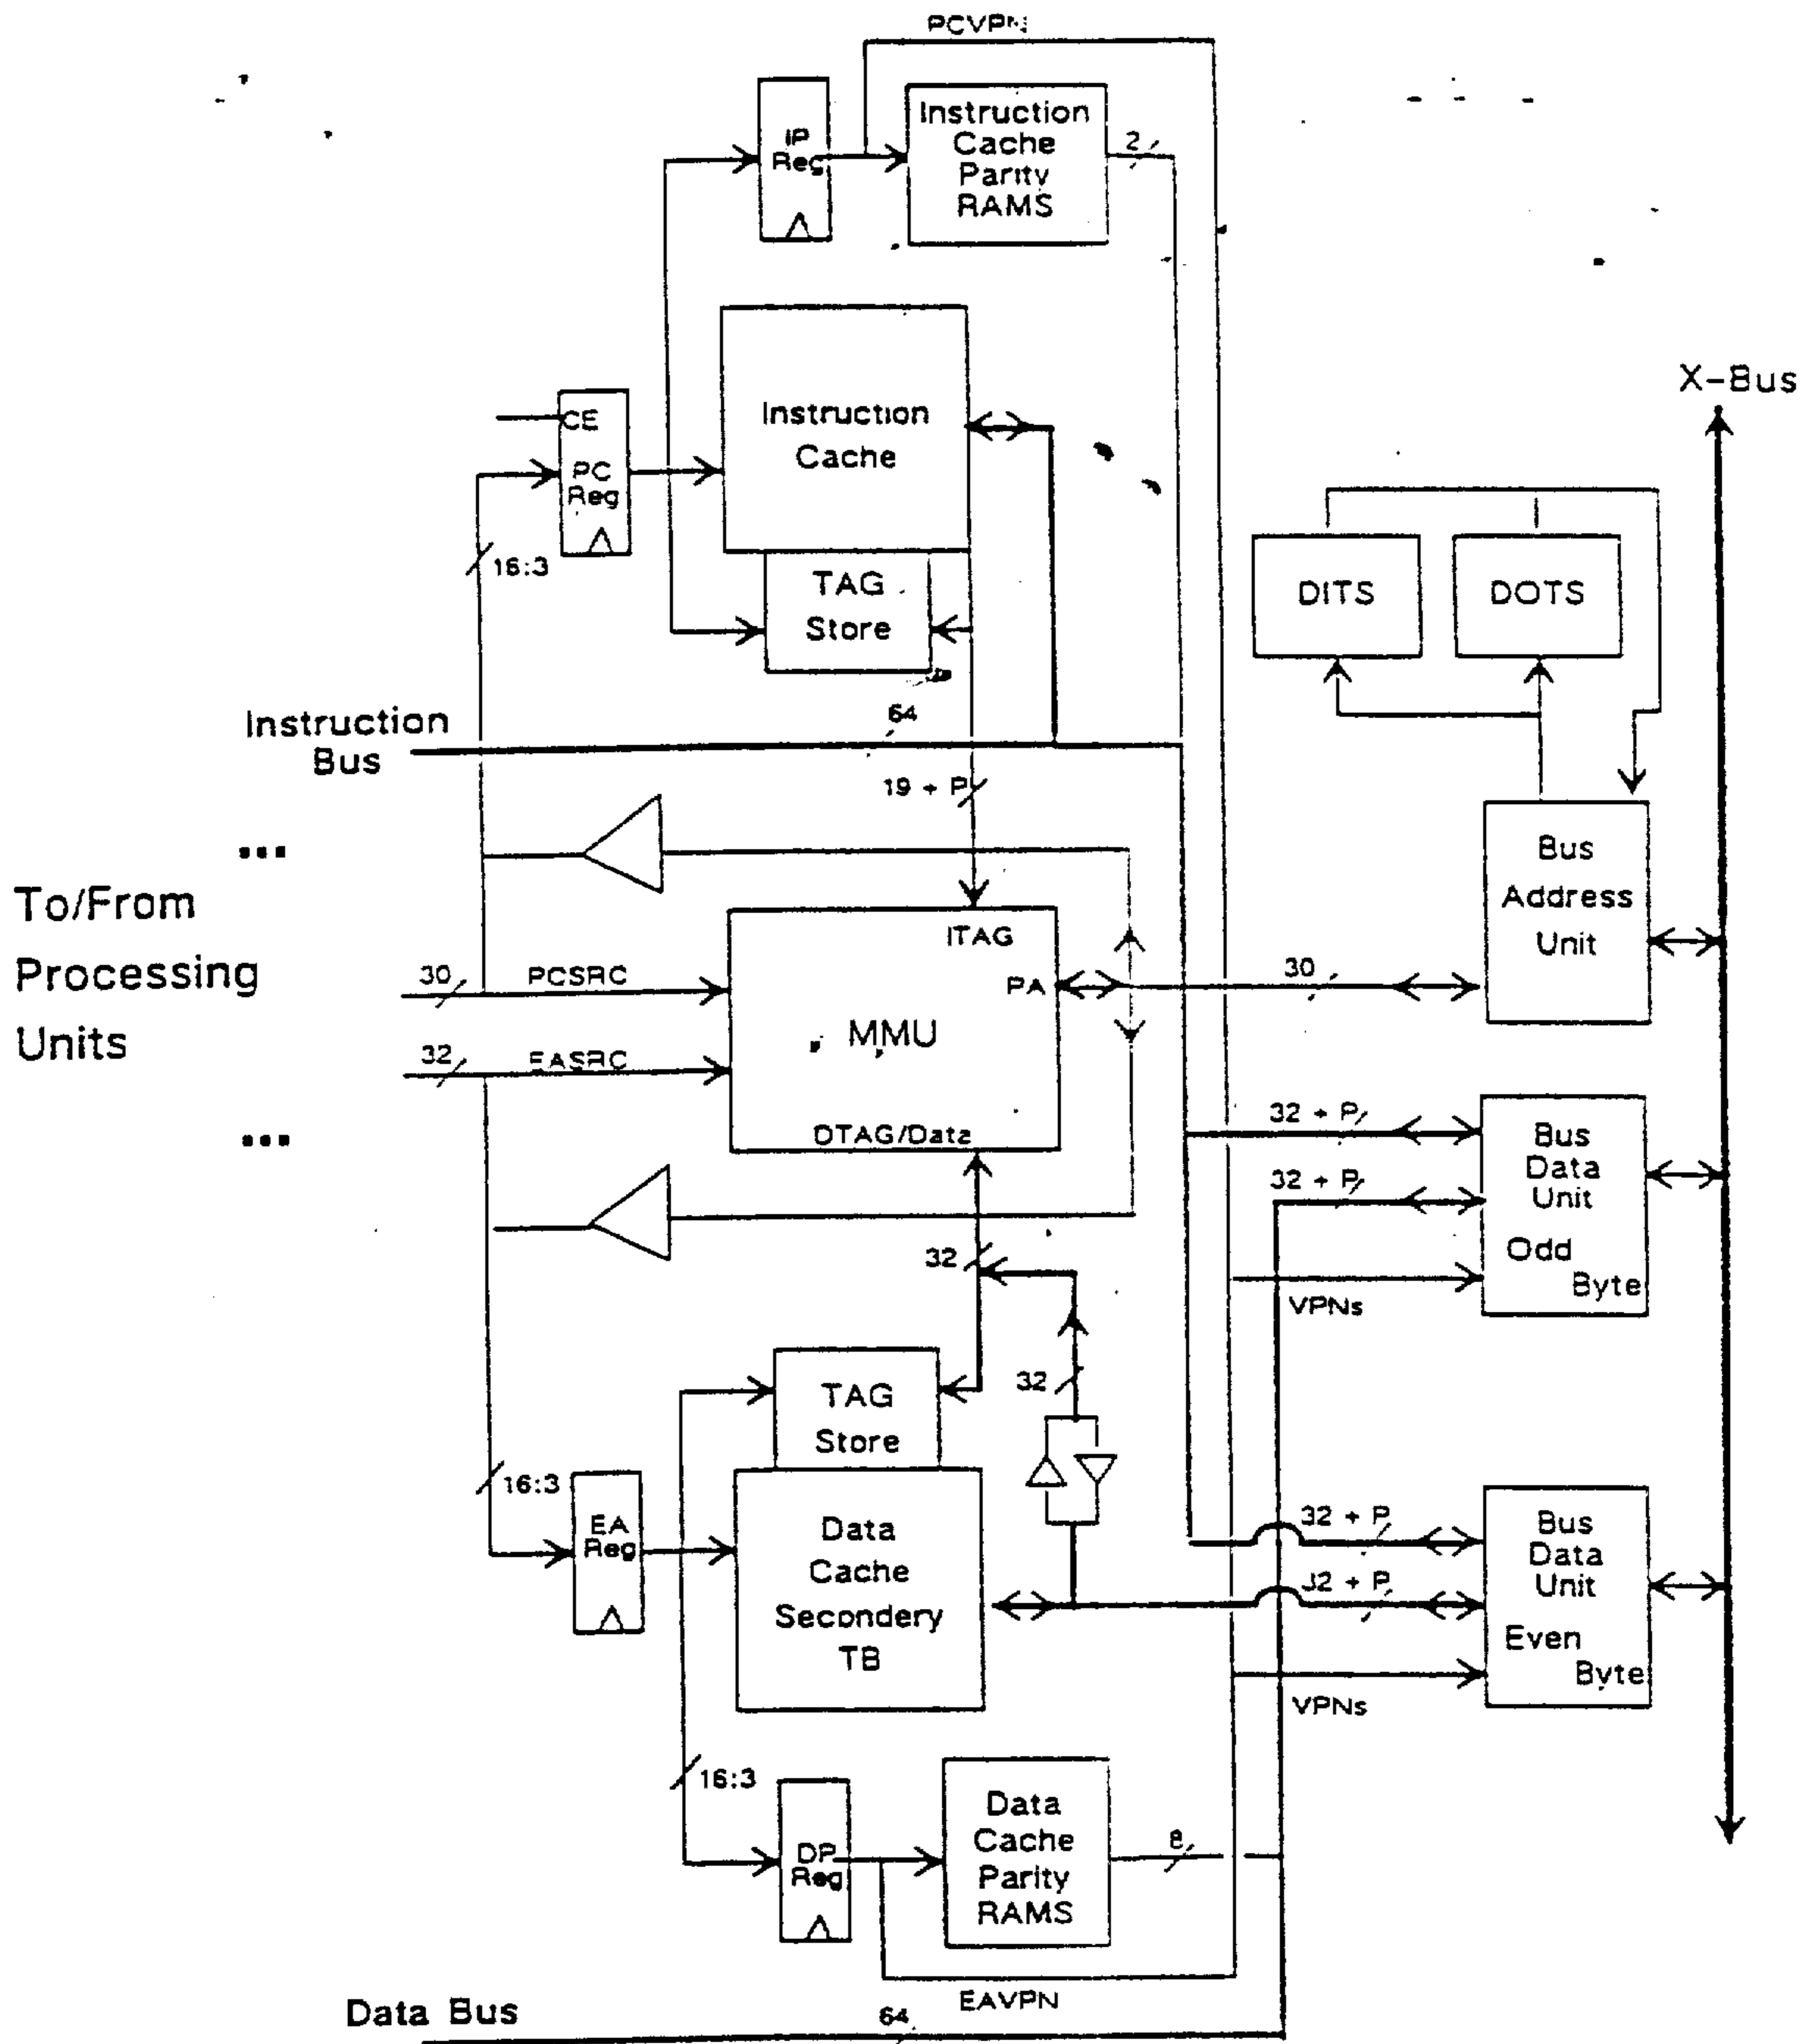 PCVPN
IP
Reg
Instruction
Cache
Parity
RAMS
2
X-Bus
CE
PC
Reg
Instruction
Cache
16:3
TAG
Store
DITS
DOTS
Instruction
Bus
64
19 + P
...
To/From
Processing
Units
...
30
PCSRC
32
EASRC
ITAG
PA
MMU
DTAG/Data
30
Bus
Address
Unit
32 + P
32 + P
VPNs
Bus
Data
Unit
Odd
Byte
32
32
TAG
Store
16:3
EA
Reg
Data
Cache
Secondery
TB
32 + P
32 + P
VPNs
Bus
Data
Unit
Even
Byte
16:3
DP
Reg
Data
Cache
Parity
RAMS
8
EAVPN
Data Bus
64